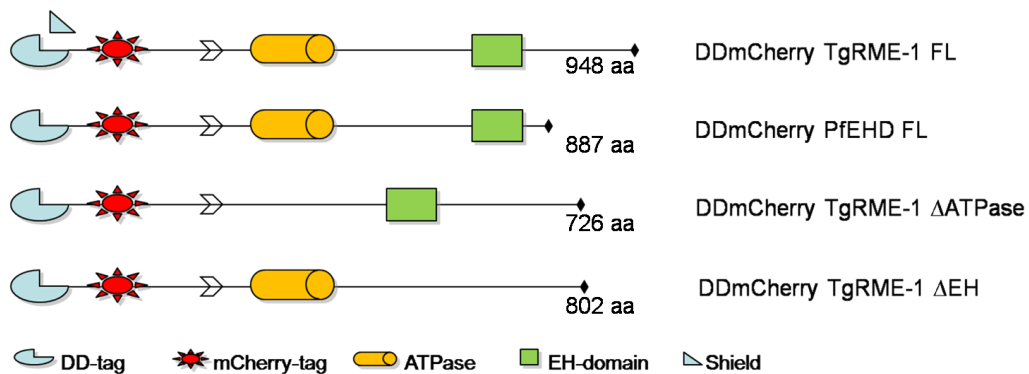 948 aa DDmCherry TgRME-1 FL
887 aa DDmCherry PfEHD FL
726 aa DDmCherry TgRME-1 ΔATPase
802 aa DDmCherry TgRME-1 ΔEH
DD-tag mCherry-tag ATPase EH-domain Shield